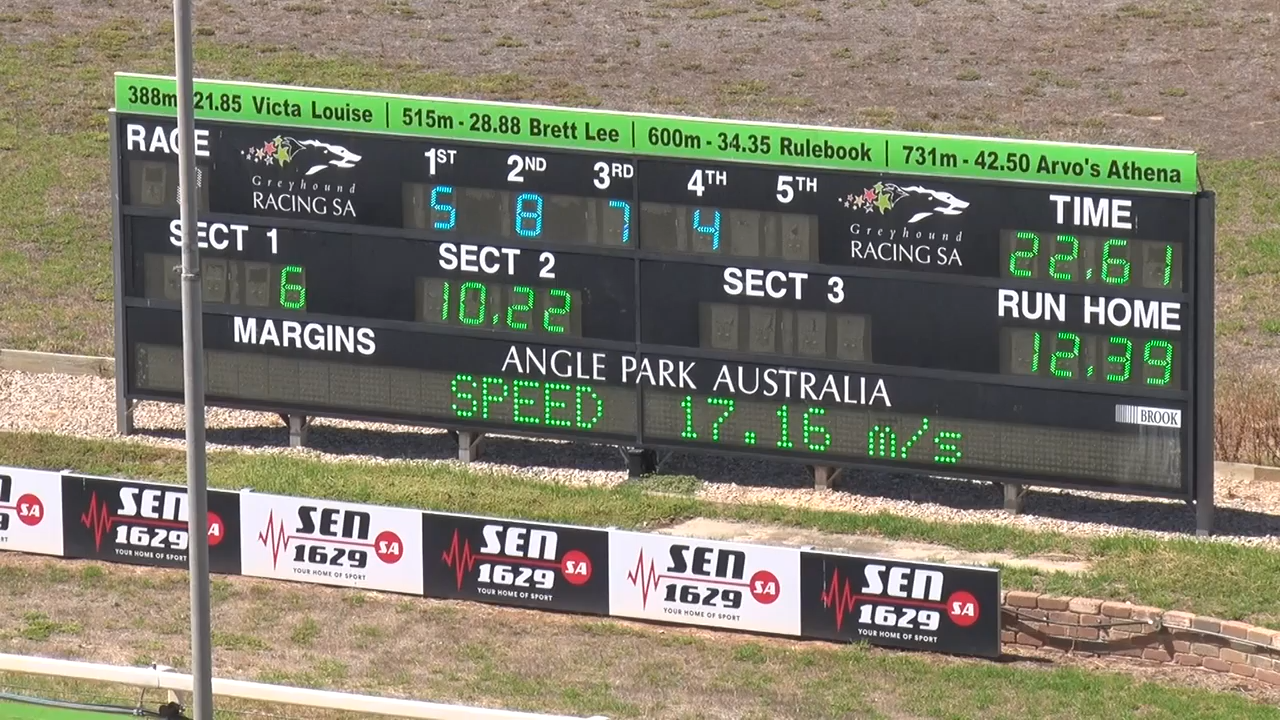 388m 21.85 Victa Louise | 515m - 28.88 Brett Lee | 600m - 34.35 Rulebook | 731m - 42.50 Arvo's Athena
RACE
Greyhound
RACING SA
1ST 2ND 3RD 4TH 5TH
5 8 7 4
Greyhound
RACING SA
TIME
22.61
SECT 1
6
SECT 2
10.22
SECT 3
RUN HOME
12.39
MARGINS
ANGLE PARK AUSTRALIA
BROOK
SPEED 17.16 m/s
9 SA
SEN
1629 SA
YOUR HOME OF SPORT
SEN
1629 SA
YOUR HOME OF SPORT
SEN
1629 SA
YOUR HOME OF SPORT
SEN
1629 SA
YOUR HOME OF SPORT
SEN
1629 SA
YOUR HOME OF SPORT